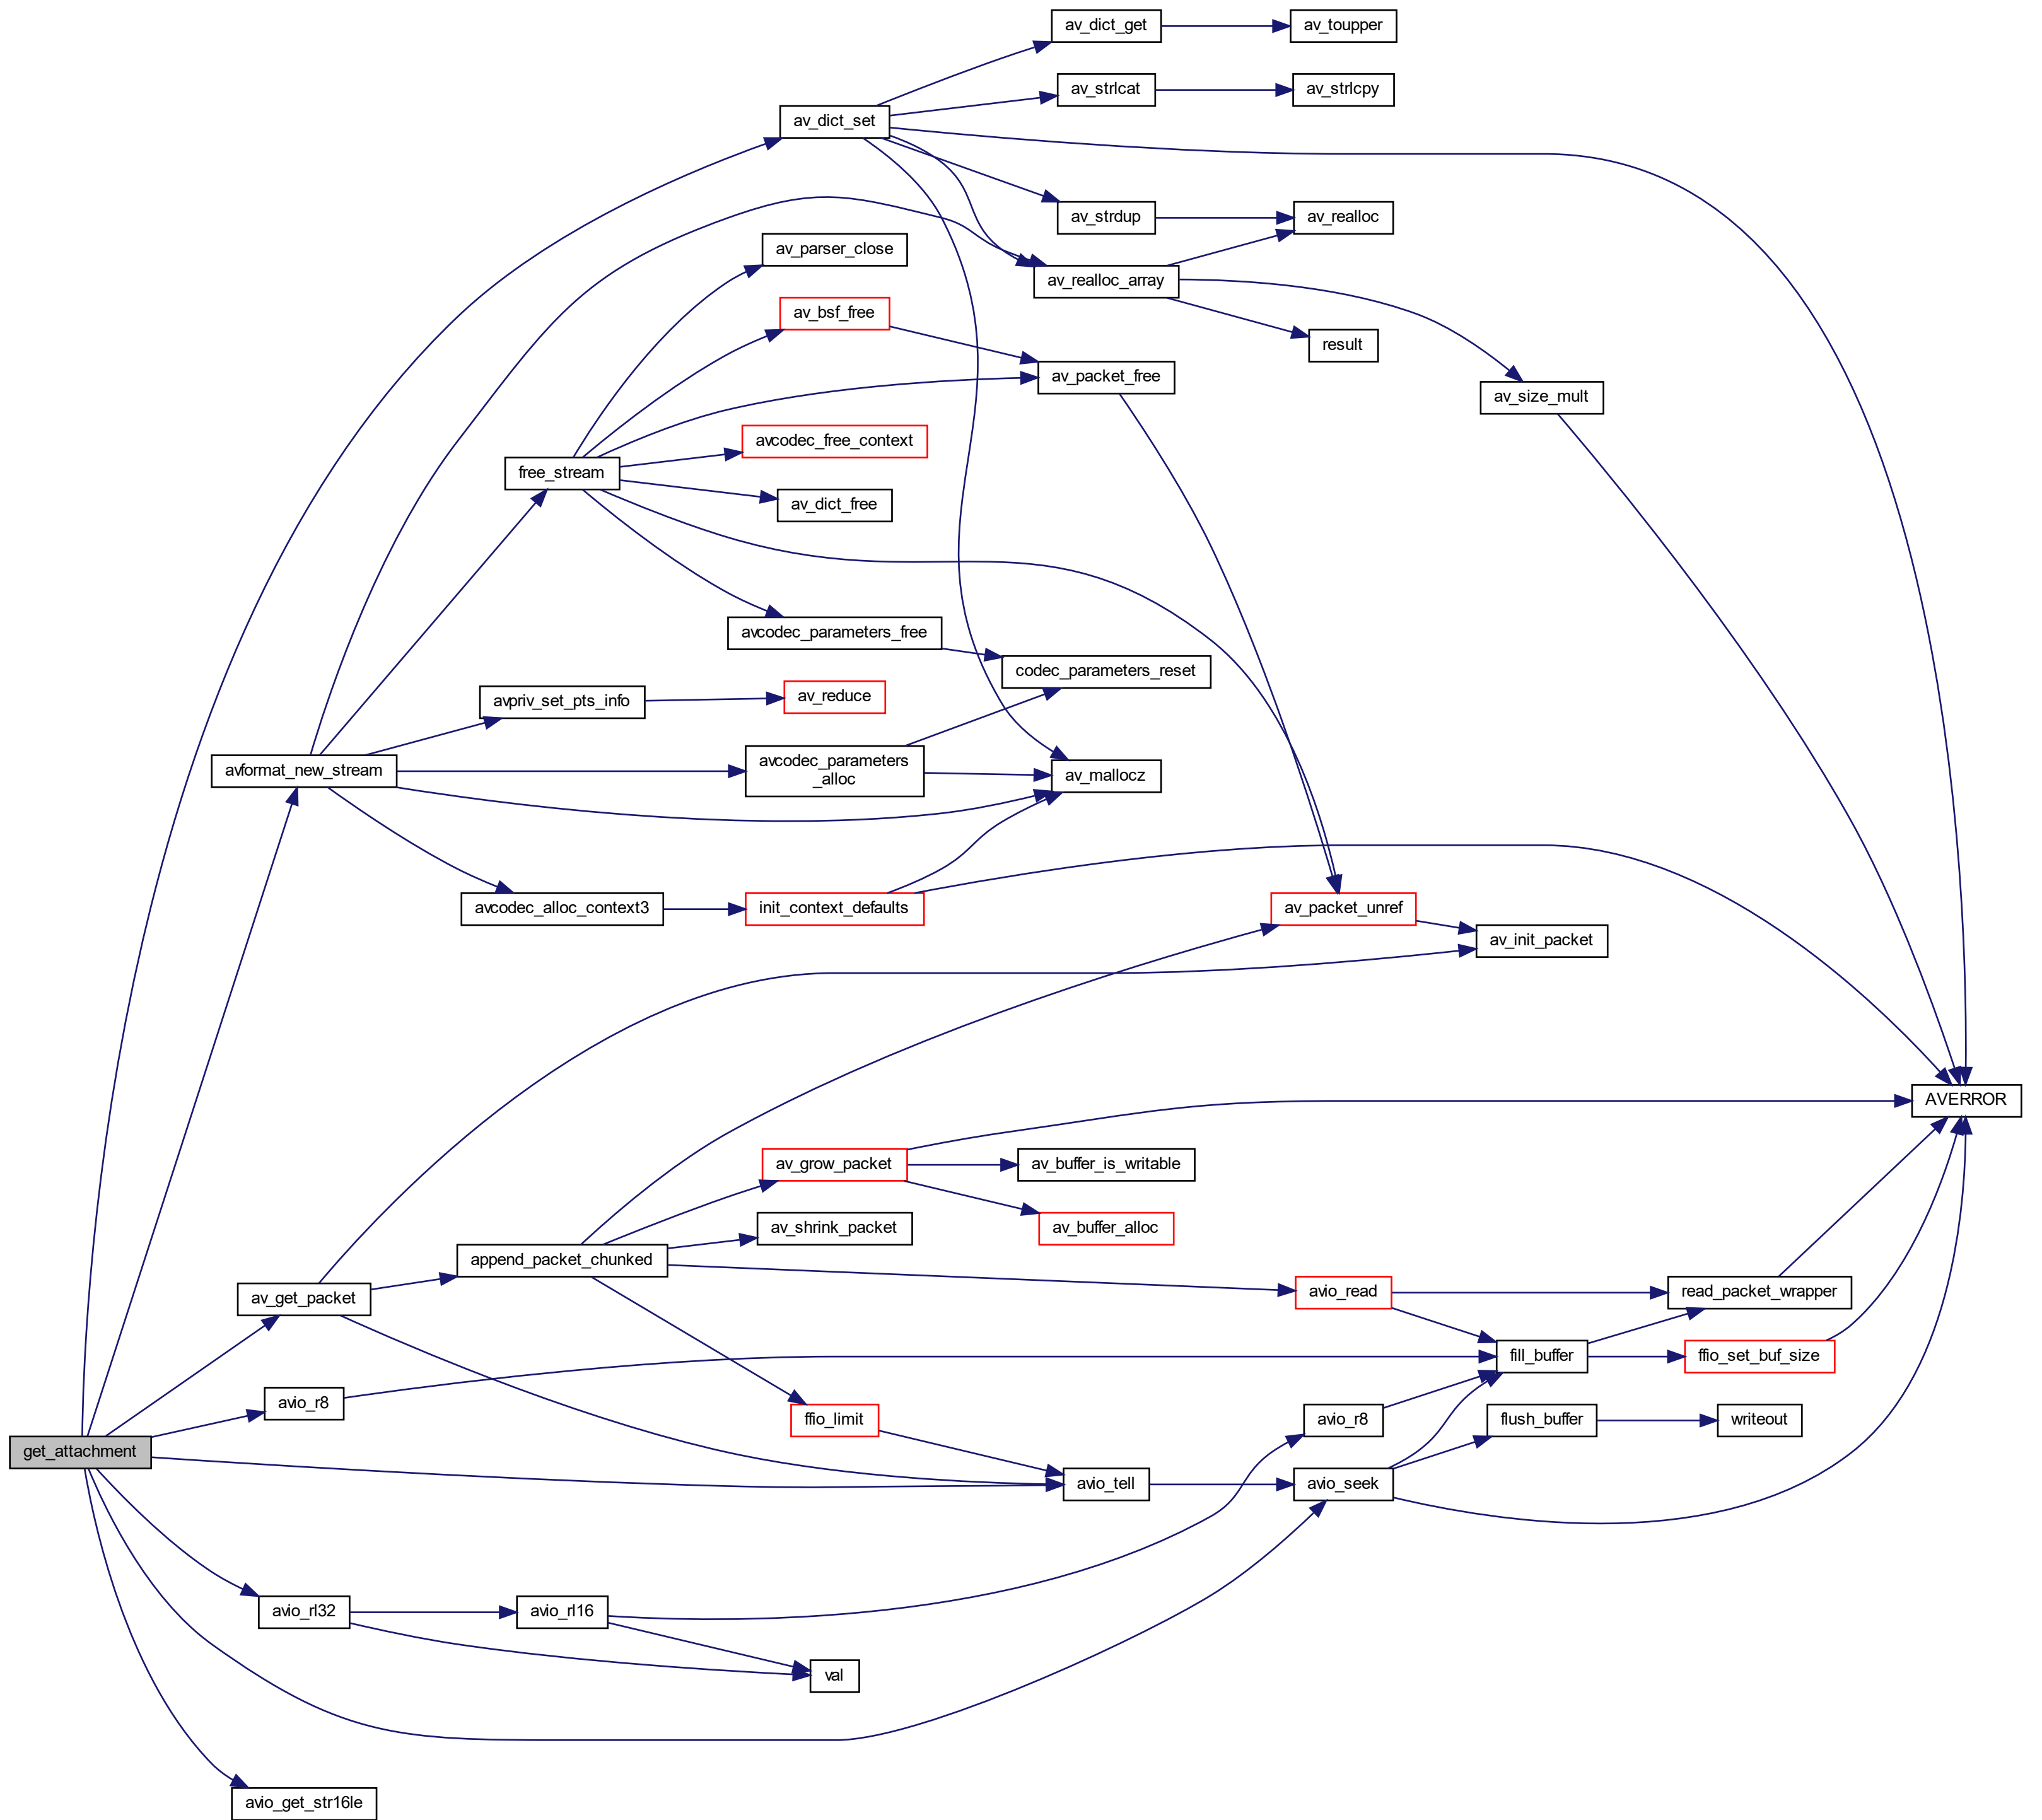 av_dict_get
av_toupper
av_strlcat
av_strlcpy
av_dict_set
av_strdup
av_realloc
av_parser_close
av_realloc_array
av_bsf_free
result
av_packet_free
av_size_mult
avcodec_free_context
free_stream
av_dict_free
avcodec_parameters_free
codec_parameters_reset
avpriv_set_pts_info
av_reduce
avformat_new_stream
avcodec_parameters
_alloc
av_mallocz
avcodec_alloc_context3
init_context_defaults
av_packet_unref
av_init_packet
AVERROR
av_grow_packet
av_buffer_is_writable
av_shrink_packet
av_buffer_alloc
append_packet_chunked
av_get_packet
avio_read
read_packet_wrapper
fill_buffer
ffio_set_buf_size
avio_r8
ffio_limit
avio_r8
flush_buffer
writeout
get_attachment
avio_tell
avio_seek
avio_rl32
avio_rl16
val
avio_get_str16le